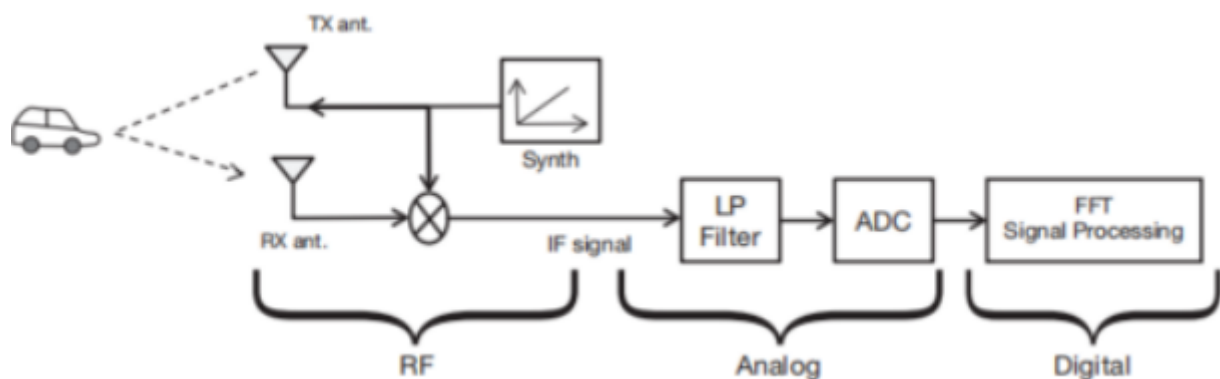 TX ant.
Synth
RX ant.
IF signal
LP
Filter
ADC
FFT
Signal Processing
RF
Analog
Digital